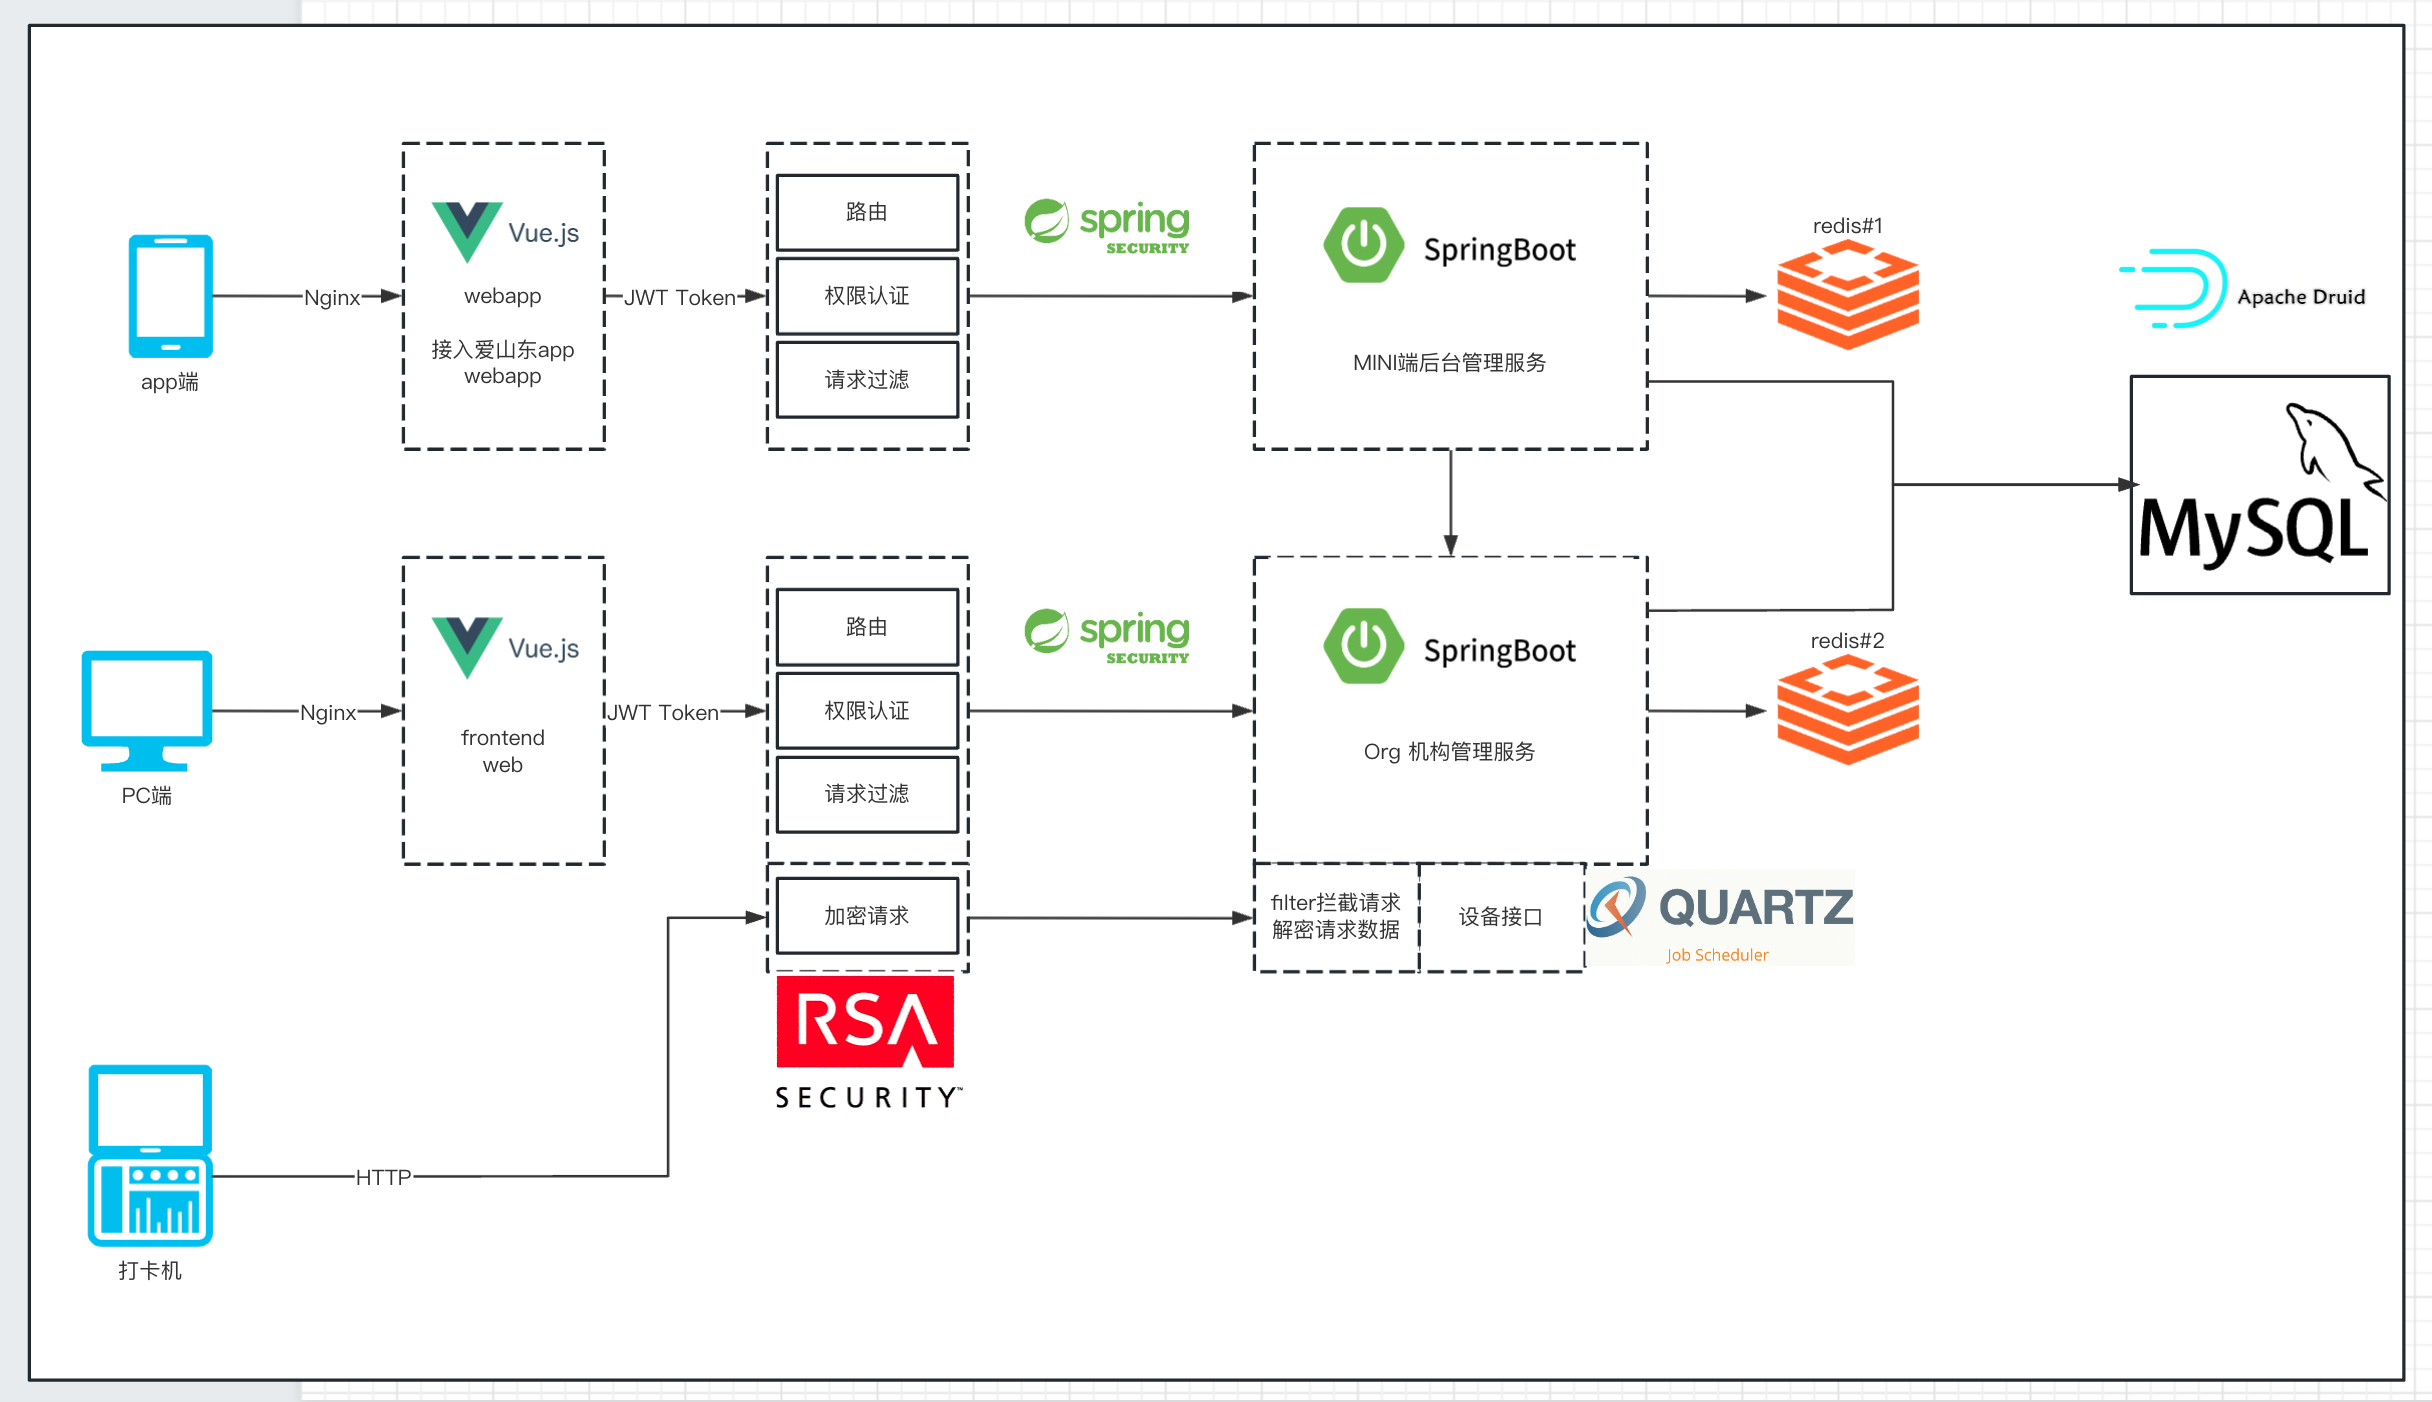 app端
Nginx
Vue.js
webapp
接入爱山东app
webapp
JWT Token
路由
权限认证
请求过滤
spring
SECURITY
SpringBoot
MINI端后台管理服务
redis#1
Apache Druid
MySQL
PC端
Nginx
Vue.js
frontend
web
JWT Token
路由
权限认证
请求过滤
spring
SECURITY
SpringBoot
Org 机构管理服务
redis#2
加密请求
filter拦截请求
解密请求数据
设备接口
QUARTZ
Job Scheduler
RSA
SECURITY™
HTTP
打卡机